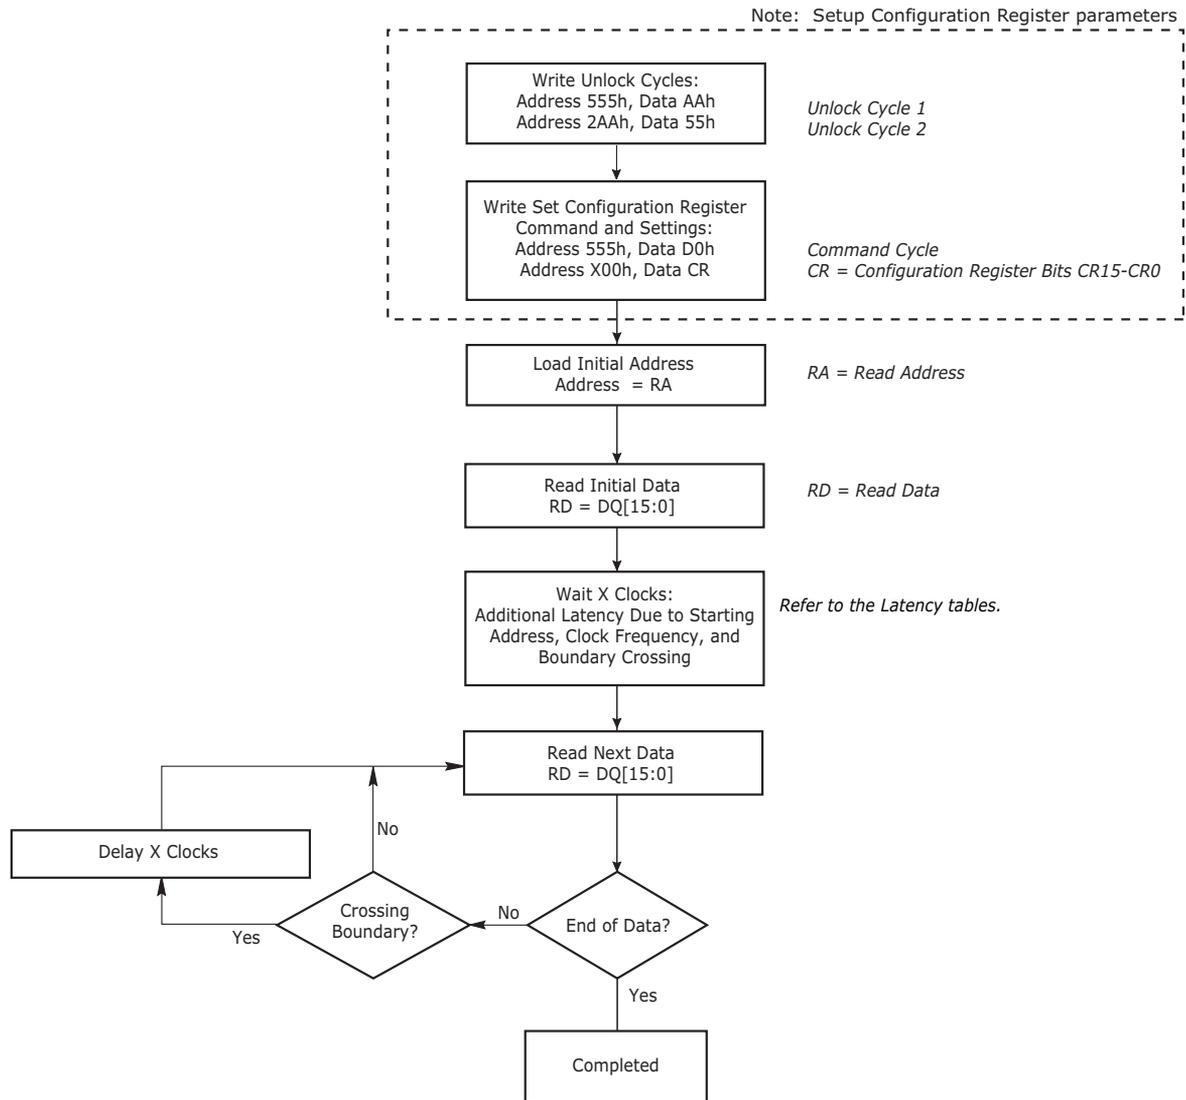 Note:  Setup Configuration Register parameters
Write Unlock Cycles:
Address 555h, Data AAh
Address 2AAh, Data 55h
Unlock Cycle 1
Unlock Cycle 2
Write Set Configuration Register
Command and Settings:
Address 555h, Data D0h
Address X00h, Data CR
Command Cycle
CR = Configuration Register Bits CR15-CR0
Load Initial Address
Address  = RA
RA = Read Address
Read Initial Data
RD = DQ[15:0]
RD = Read Data
Wait X Clocks:
Additional Latency Due to Starting
Address, Clock Frequency, and
Boundary Crossing
Refer to the Latency tables.
Read Next Data
RD = DQ[15:0]
No
Delay X Clocks
Crossing
Boundary?
No
End of Data?
Yes
Yes
Completed